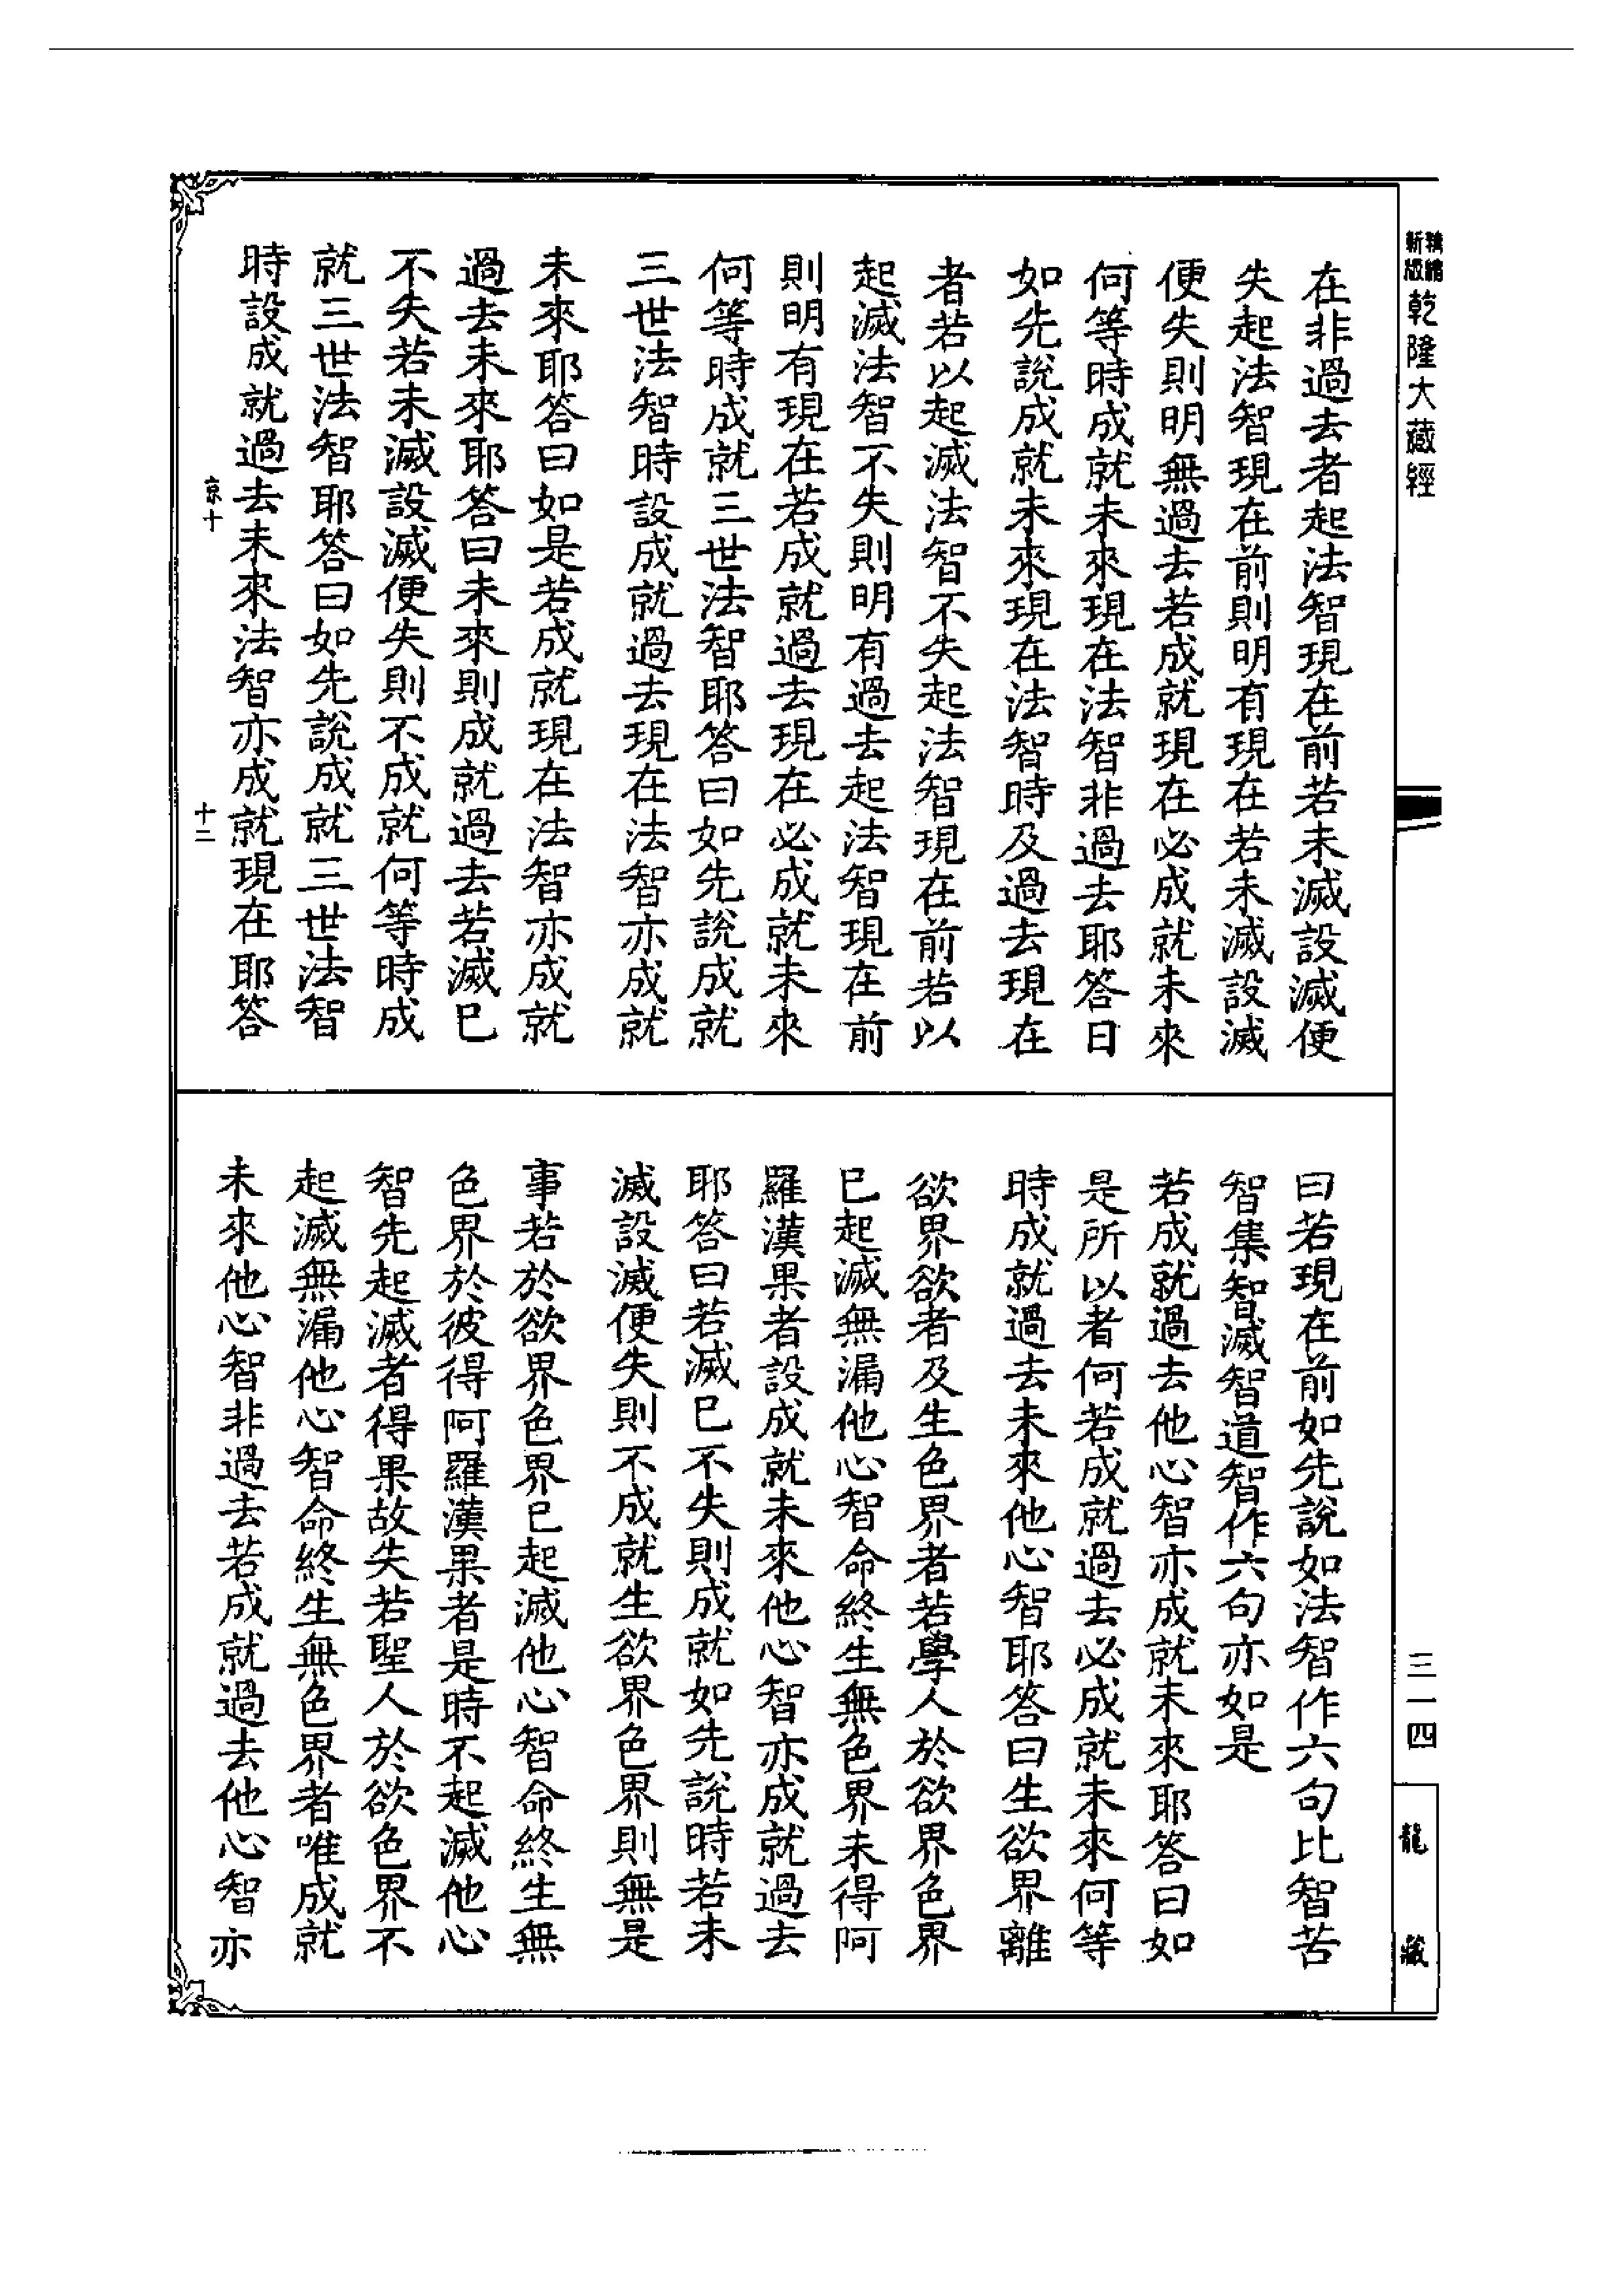 精縮
新版
乾隆大藏經
三一四
龍藏
在非過去者起法智現在前若未滅設滅便
失起法智現在前則明有現在若未滅設滅
便失則明無過去若成就現在必成就未來
何等時成就未來現在法智非過去耶答曰
如先說成就未來現在法智時及過去現在
者若以起滅法智不失起法智現在前若以
起滅法智不失則明有過去起法智現在前
則明有現在若成就過去現在必成就未來
何等時成就三世法智耶答曰如先說成就
三世法智時設成就過去現在法智亦成就
未來耶答曰如是若成就現在法智亦成就
過去未來耶答曰未來則成就過去若滅已
不失若未滅設滅便失則不成就何等時成
就三世法智耶答曰如先說成就三世法智
時設成就過去未來法智亦成就現在耶答
京十
十二
曰若現在前如先說如法智作六句比智苦
智集智滅智道智作六句亦如是
若成就過去他心智亦成就未來耶答曰如
是所以者何若成就過去必成就未來何等
時成就過去未來他心智耶答曰生欲界離
欲界欲者及生色界者若學人於欲界色界
已起滅無漏他心智命終生無色界未得阿
羅漢果者設成就未來他心智亦成就過去
耶答曰若滅已不失則成就如先說時若未
滅設滅便失則不成就生欲界色界則無是
事若於欲界色界已起滅他心智命終生無
色界於彼得阿羅漢果者是時不起滅他心
智先起滅者得果故失若聖人於欲色界不
起滅無漏他心智命終生無色界者唯成就
未來他心智非過去若成就過去他心智亦